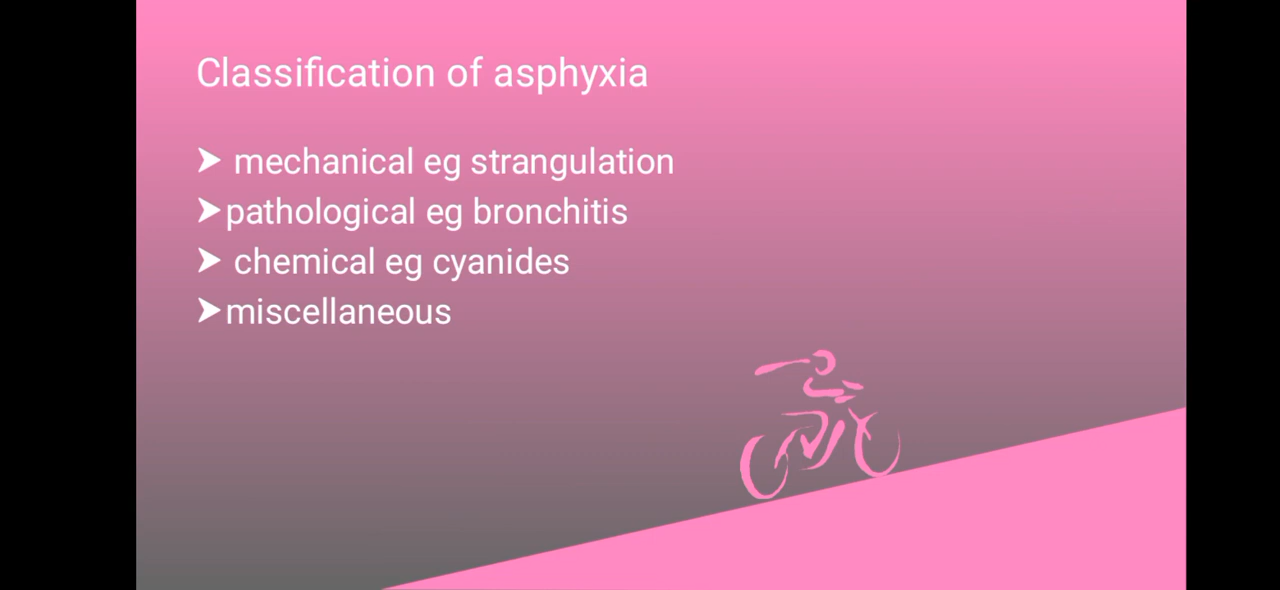 Classification of asphyxia
➤ mechanical eg strangulation
➤pathological eg bronchitis
➤ chemical eg cyanides
➤miscellaneous